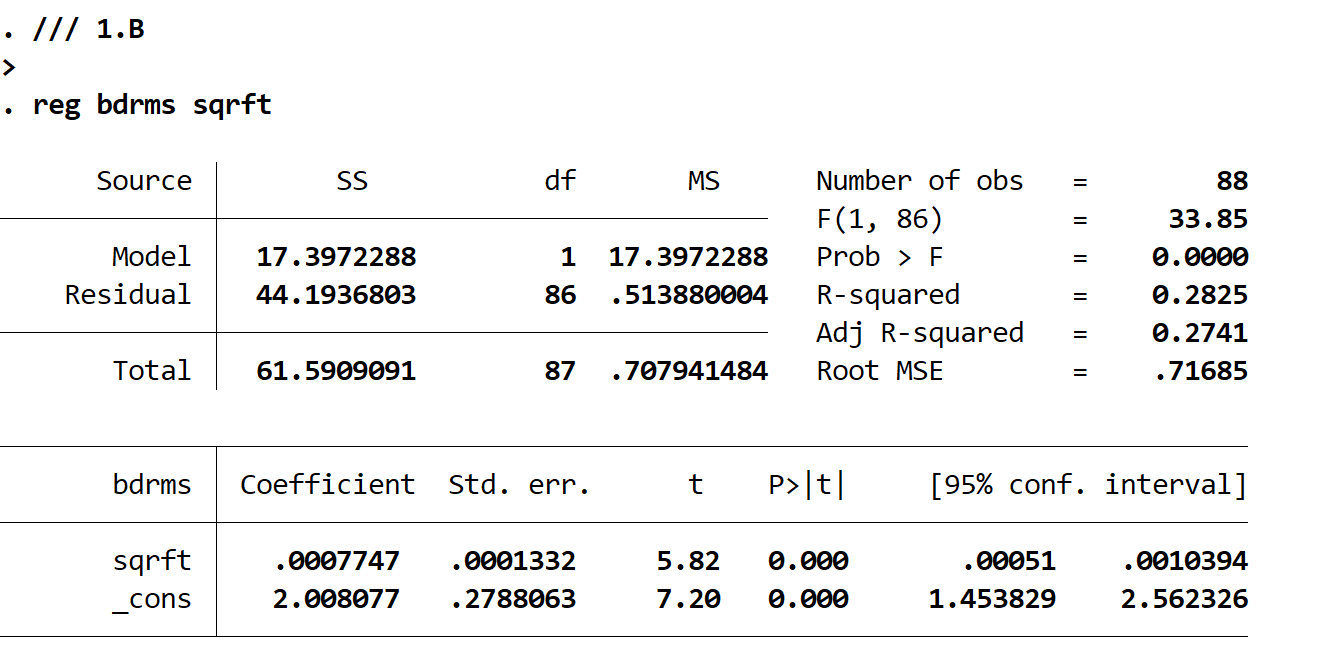 . /// 1.B
>
. reg bdrms sqrft
Source SS df MS Number of obs = 88
F(1, 86) = 33.85
Model 17.3972288 1 17.3972288 Prob > F = 0.0000
Residual 44.1936803 86 .513880004 R-squared = 0.2825
Adj R-squared = 0.2741
Total 61.5909091 87 .707941484 Root MSE = .71685
bdrms Coefficient Std. err. t P>|t| [95% conf. interval]
sqrft .0007747 .0001332 5.82 0.000 .00051 .0010394
_cons 2.008077 .2788063 7.20 0.000 1.453829 2.562326